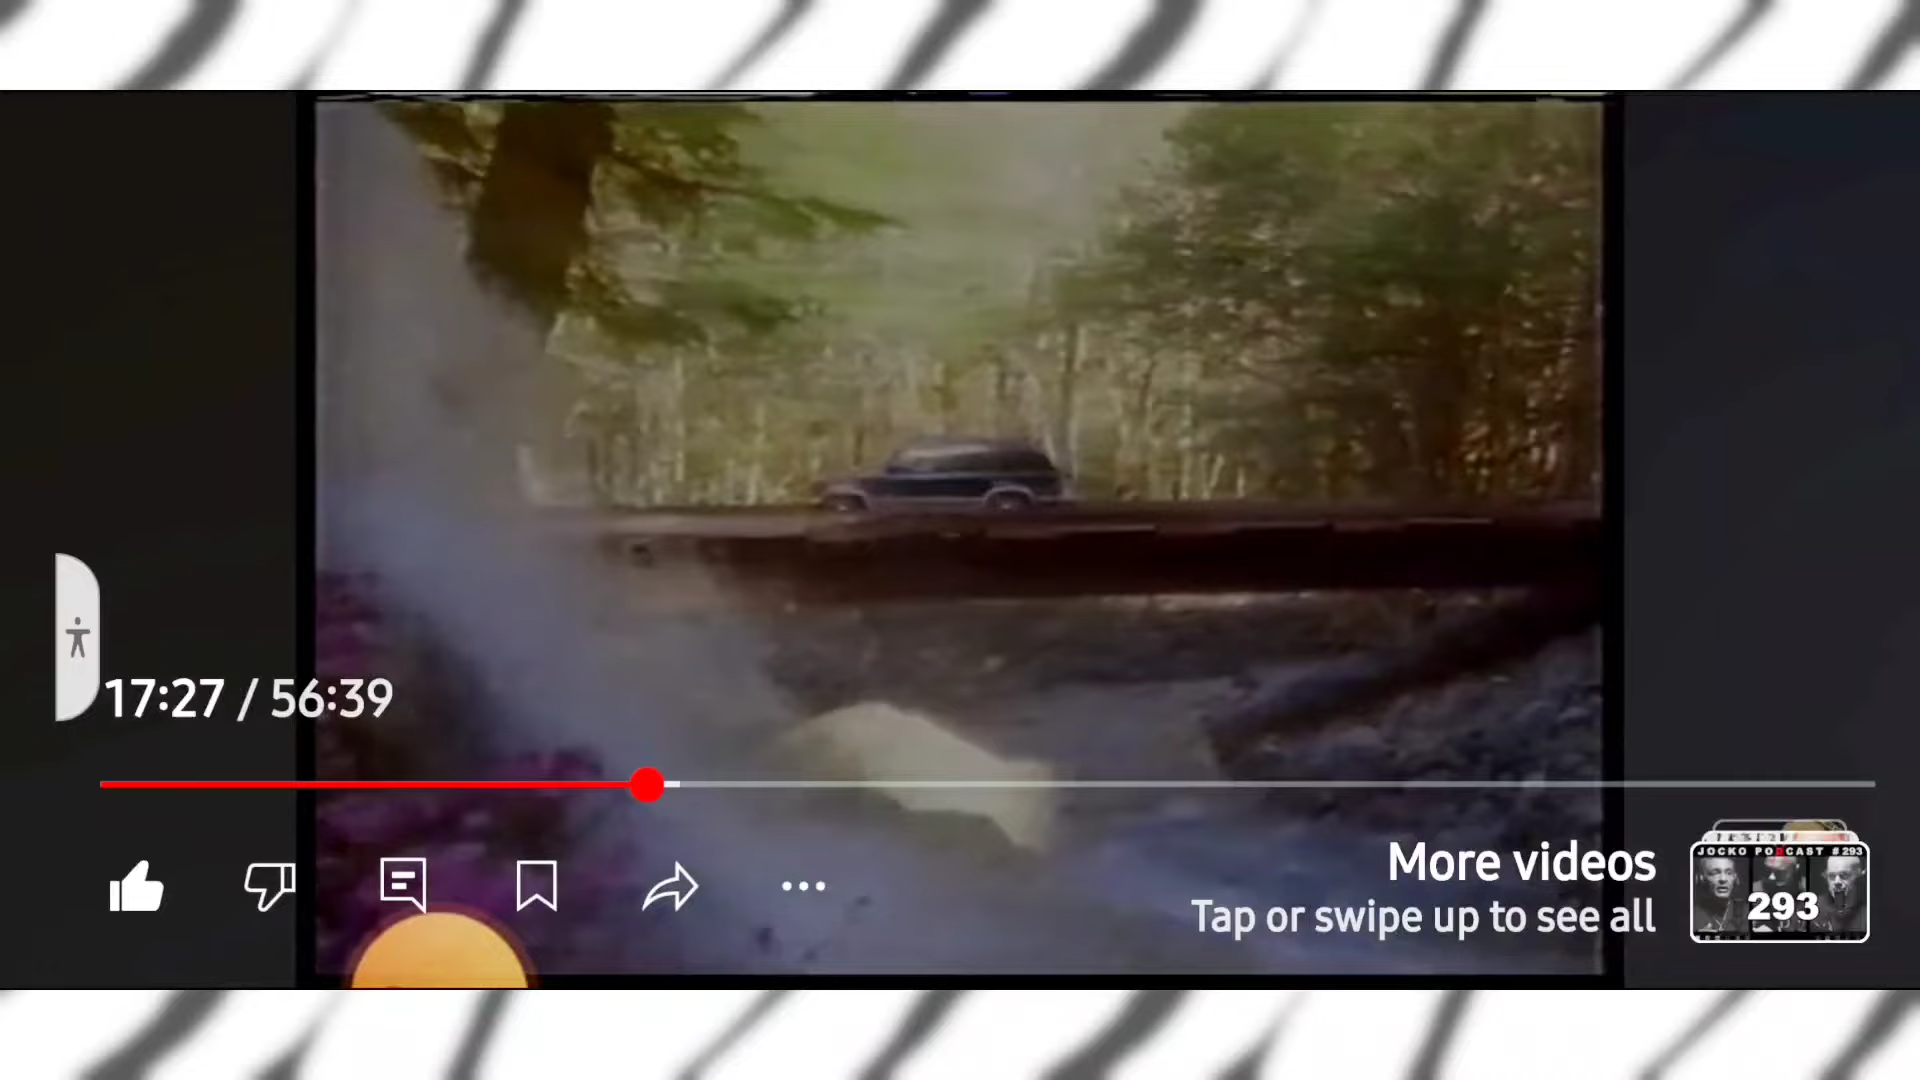 17:27 / 56:39
More videos
Tap or swipe up to see all
JOCKO PODCAST #293
293